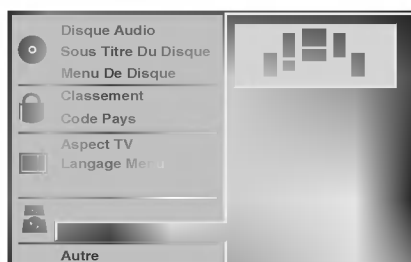 Disque Audio
Sous Titre Du Disque
Menu De Disque
Classement
Code Pays
Aspect TV
Langage Menu
Autre